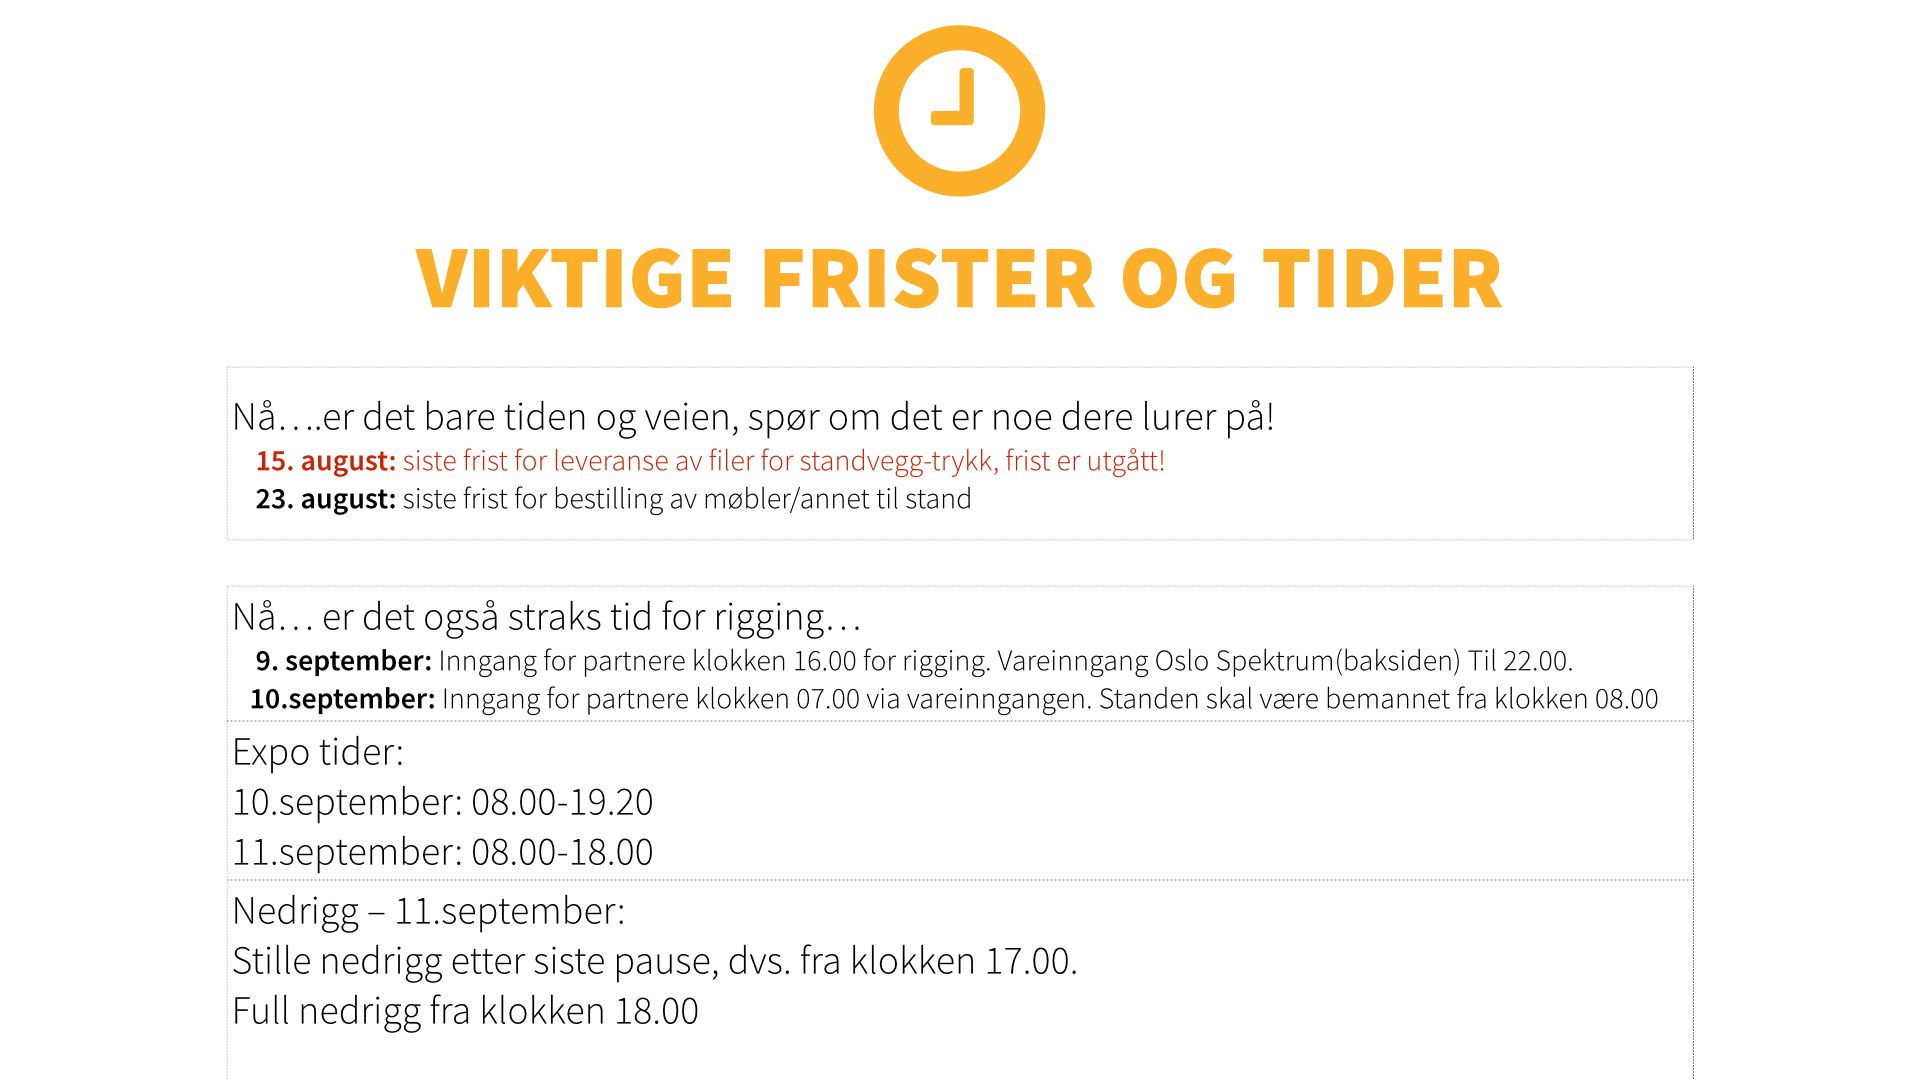 VIKTIGE FRISTER OG TIDER
Nå….er det bare tiden og veien, spør om det er noe dere lurer på!
15. august: siste frist for leveranse av filer for standvegg-trykk, frist er utgått!
23. august: siste frist for bestilling av møbler/annet til stand
Nå… er det også straks tid for rigging…
9. september: Inngang for partnere klokken 16.00 for rigging. Vareinngang Oslo Spektrum(baksiden) Til 22.00.
10.september: Inngang for partnere klokken 07.00 via vareinngangen. Standen skal være bemannet fra klokken 08.00
Expo tider:
10.september: 08.00-19.20
11.september: 08.00-18.00
Nedrigg – 11.september:
Stille nedrigg etter siste pause, dvs. fra klokken 17.00.
Full nedrigg fra klokken 18.00